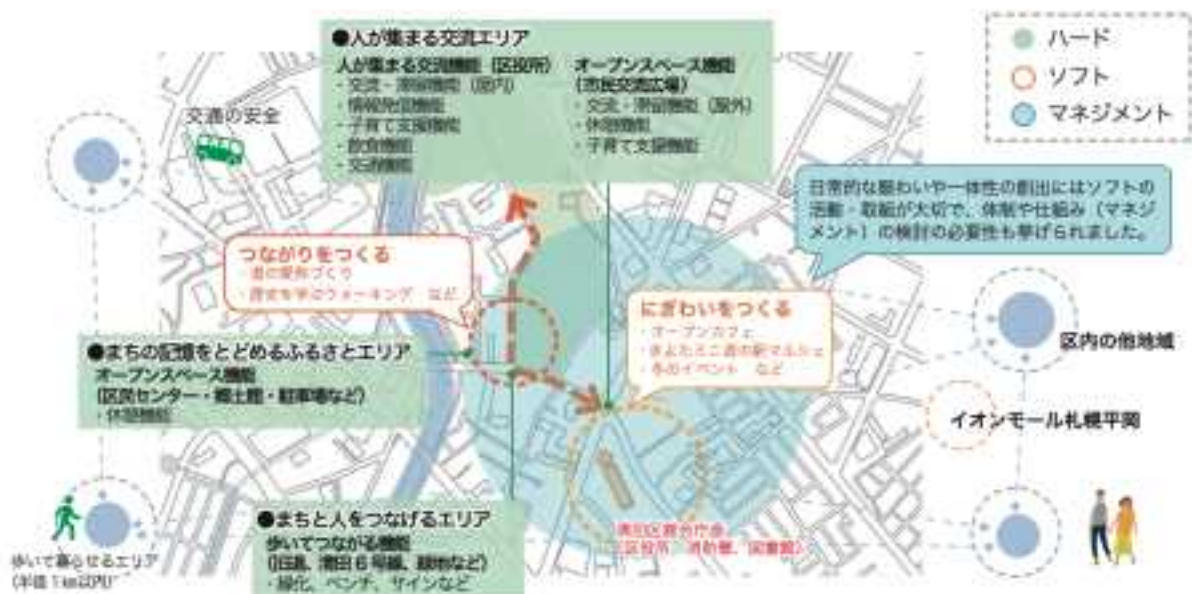 ●人が集まる交流エリア
人が集まる交流機能（区役所）
・交流・滞留機能（屋内）
・情報発信機能
・子育て支援機能
・飲食機能
・交通機能
オープンスペース機能
（市民交流広場）
・交流・滞留機能（屋外）
・休憩機能
・子育て支援機能
ハード
ソフト
マネジメント
交通の安全
日常的な賑わいや一体性の創出にはソフトの
活動・取組が大切で、体制や仕組み（マネジ
メント）の検討の必要性も挙げられました。
つながりをつくる
・歴史を学ぶウォーキング　など
にぎわいをつくる
・オープンカフェ
・きよたマルシェ
・冬のイベント　など
●まちの記憶をとどめるふるさとエリア
オープンスペース機能
（区民センター・郷土館・駐車場など）
・休憩機能
区内の他地域
イオンモール札幌平岡
●まちと人をつなげるエリア
歩いてつながる機能
（旧道、清田６号線、緑地など）
・緑化、ベンチ、サインなど
清田区総合庁舎
（区役所、消防署、図書館）
歩いて暮らせるエリア
（半径１km以内）